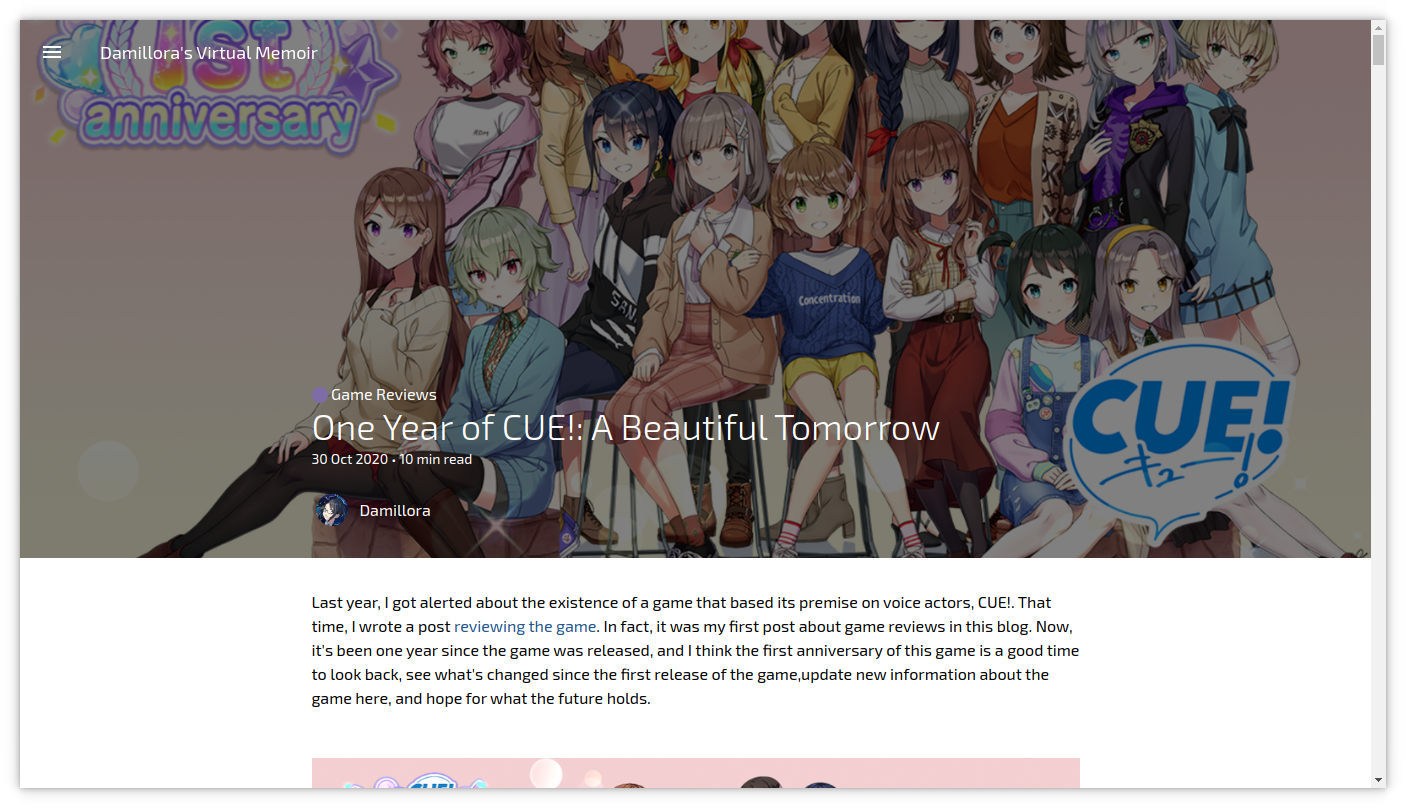 Damillora's Virtual Memoir
1st
anniversary
RDM
SAN
Concentration
CUE!
キュー!
Game Reviews
One Year of CUE!: A Beautiful Tomorrow
30 Oct 2020 • 10 min read
Damillora
Last year, I got alerted about the existence of a game that based its premise on voice actors, CUE!. That
time, I wrote a post reviewing the game. In fact, it was my first post about game reviews in this blog. Now,
it's been one year since the game was released, and I think the first anniversary of this game is a good time
to look back, see what's changed since the first release of the game,update new information about the
game here, and hope for what the future holds.
CUE!